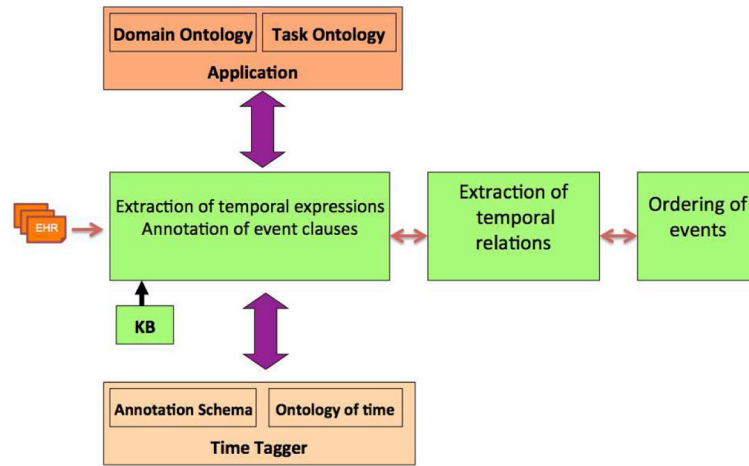 Domain Ontology
Task Ontology
Application
EHR
Extraction of temporal expressions
Annotation of event clauses
Extraction of
temporal
relations
Ordering of
events
KB
Annotation Schema
Ontology of time
Time Tagger